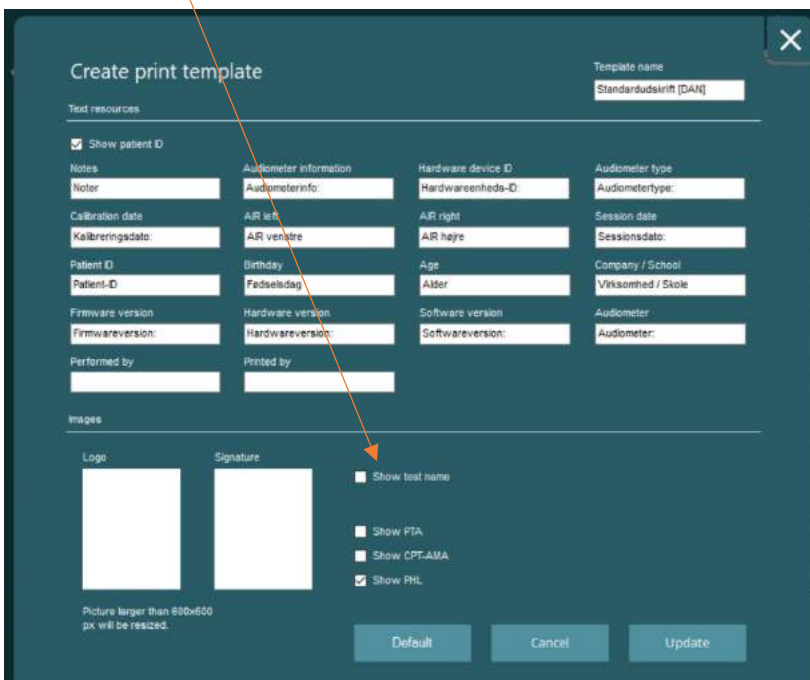 Create print template
Template name
Standardudskrift [DAN]
Text resources
Show patient ID
Notes Audiometer information Hardware device ID Audiometer type
Noter Audiometerinfo: Hardwareenheds-ID: Audiometertype:
Calibration date AIR left AIR right Session date
Kalibreringsdato: AIR venstre AIR højre Sessionsdato:
Patient ID Birthday Age Company / School
Patient-ID Fødselsdag Alder Virksomhed / Skole
Firmware version Hardware version Software version Audiometer
Firmwareversion: Hardwareversion: Softwareversion: Audiometer:
Performed by Printed by
Images
Logo Signature
Show test name
Show PTA
Show CPT-AMA
Show PHL
Picture larger than 600x600
px will be resized.
Default Cancel Update